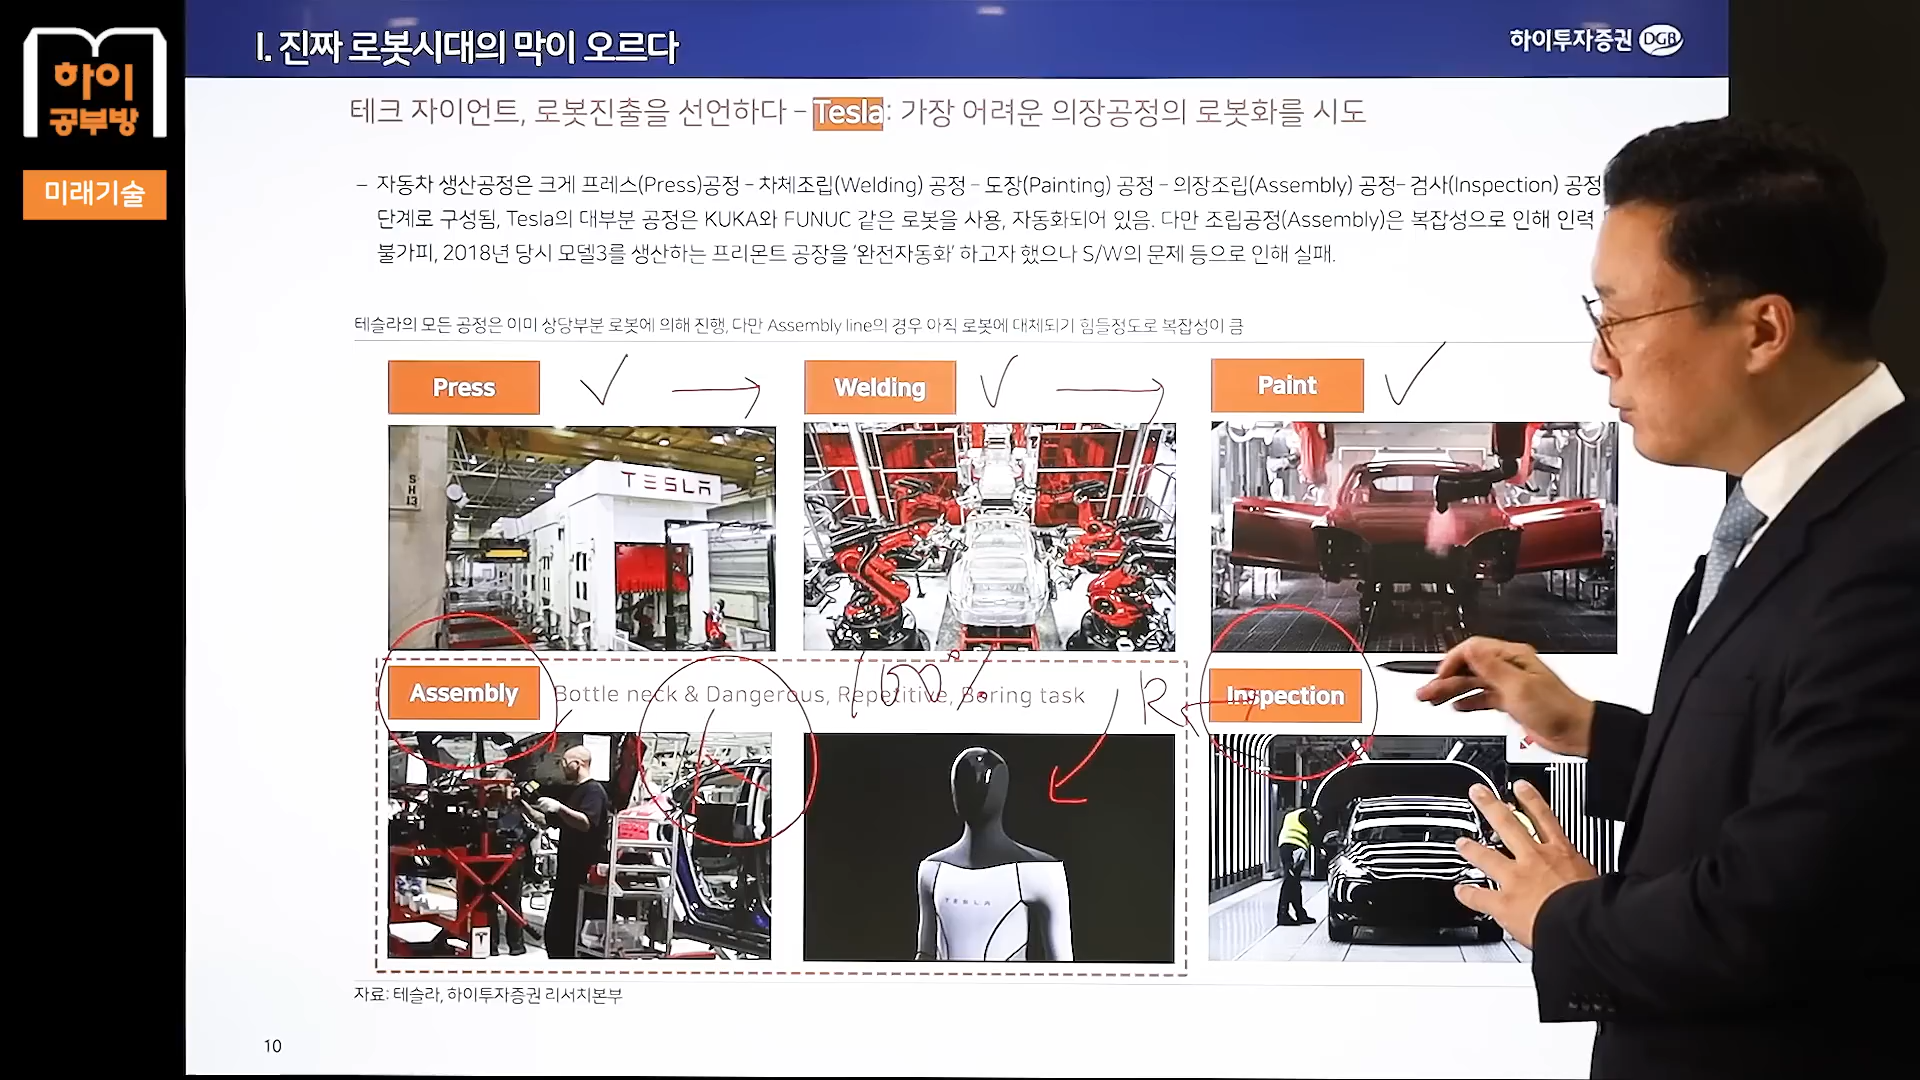 하이
공부방
미래기술
Ⅰ. 진짜 로봇시대의 막이 오르다
하이투자증권 DGB
테크 자이언트, 로봇진출을 선언하다 – Tesla: 가장 어려운 의장공정의 로봇화를 시도
– 자동차 생산공정은 크게 프레스(Press)공정 – 차체조립(Welding) 공정 – 도장(Painting) 공정 – 의장조립(Assembly) 공정– 검사(Inspection) 공정
단계로 구성됨, Tesla의 대부분 공정은 KUKA와 FUNUC 같은 로봇을 사용, 자동화되어 있음. 다만 조립공정(Assembly)은 복잡성으로 인해 인력
불가피, 2018년 당시 모델3를 생산하는 프리몬트 공장을 '완전자동화' 하고자 했으나 S/W의 문제 등으로 인해 실패.
테슬라의 모든 공정은 이미 상당부분 로봇에 의해 진행, 다만 Assembly line의 경우 아직 로봇에 대체되기 힘들정도로 복잡성이 큼
Press
Welding
Paint
TESLA
SH13
100%
Assembly
Bottle neck & Dangerous, Repetitive, Boring task
R
Inspection
TESLA
자료: 테슬라, 하이투자증권 리서치본부
10